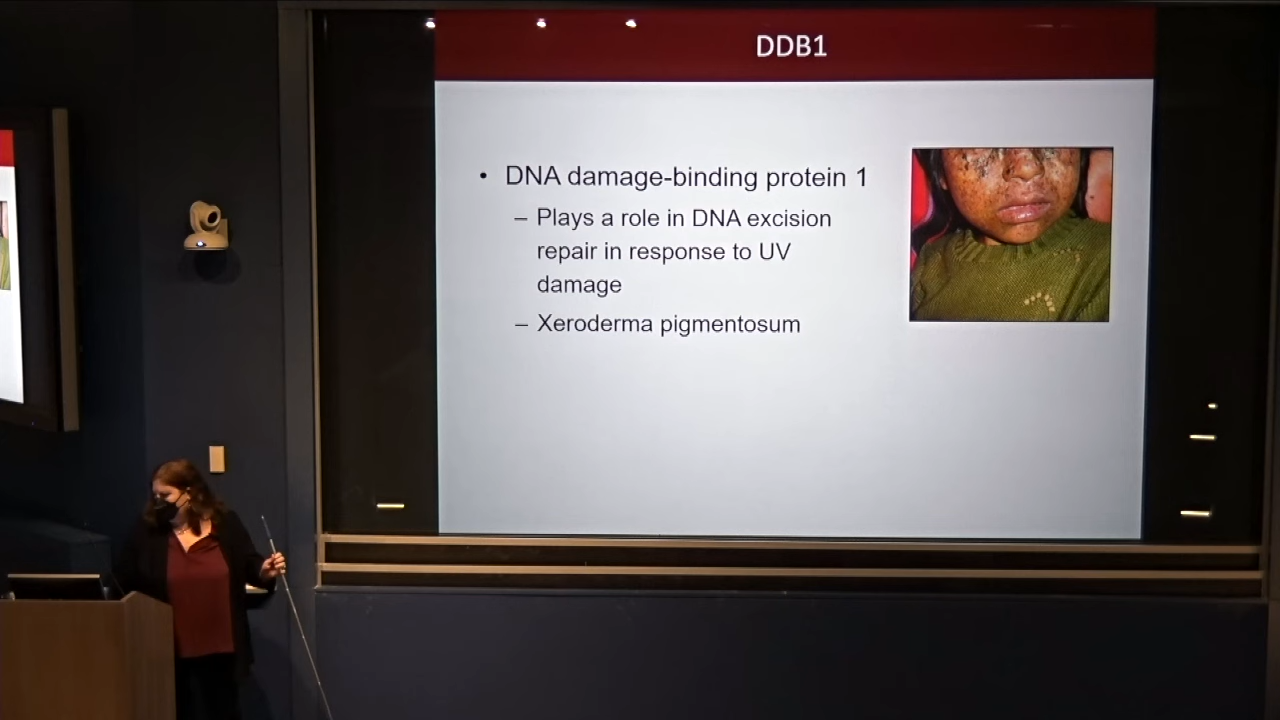 DDB1
• DNA damage-binding protein 1
– Plays a role in DNA excision
repair in response to UV
damage
– Xeroderma pigmentosum